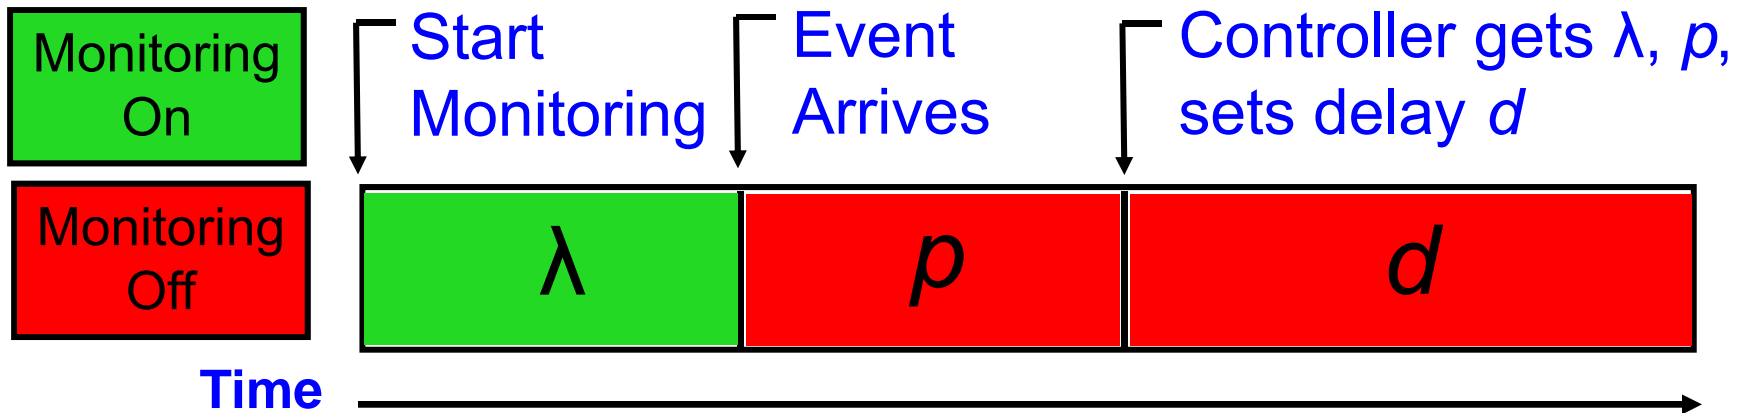 Monitoring
On
Start
Monitoring
Event
Arrives
Controller gets λ, p,
sets delay d
Monitoring
Off
λ
p
d
Time